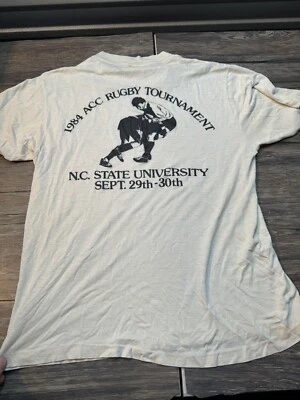 1984 ACC RUGBY TOURNAMENT
N.C. STATE UNIVERSITY
SEPT. 29th-30th